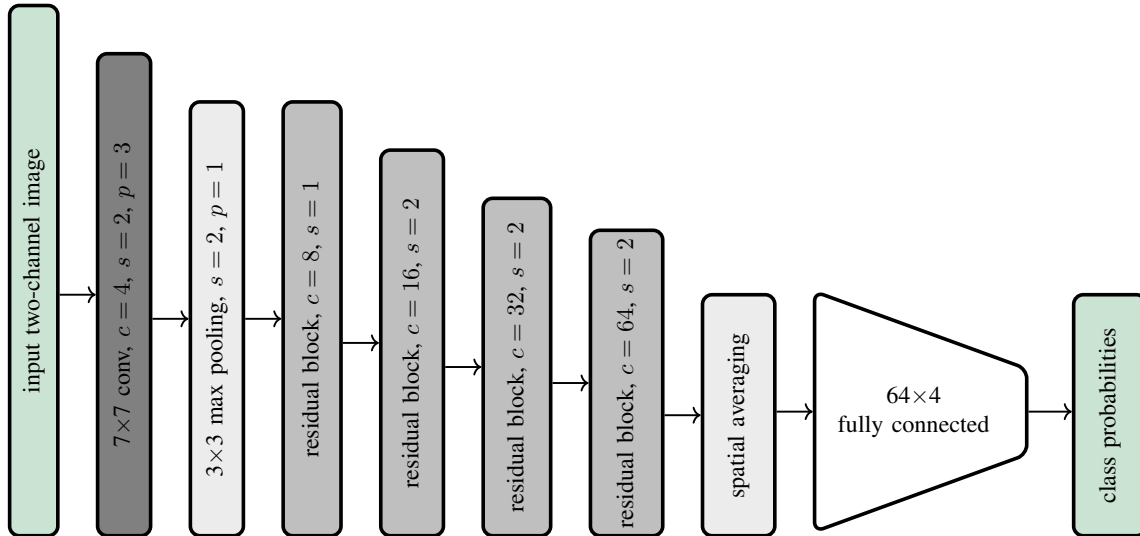 input two-channel image
7×7 conv, c = 4, s = 2, p = 3
3×3 max pooling, s = 2, p = 1
residual block, c = 8, s = 1
residual block, c = 16, s = 2
residual block, c = 32, s = 2
residual block, c = 64, s = 2
spatial averaging
64×4
fully connected
class probabilities